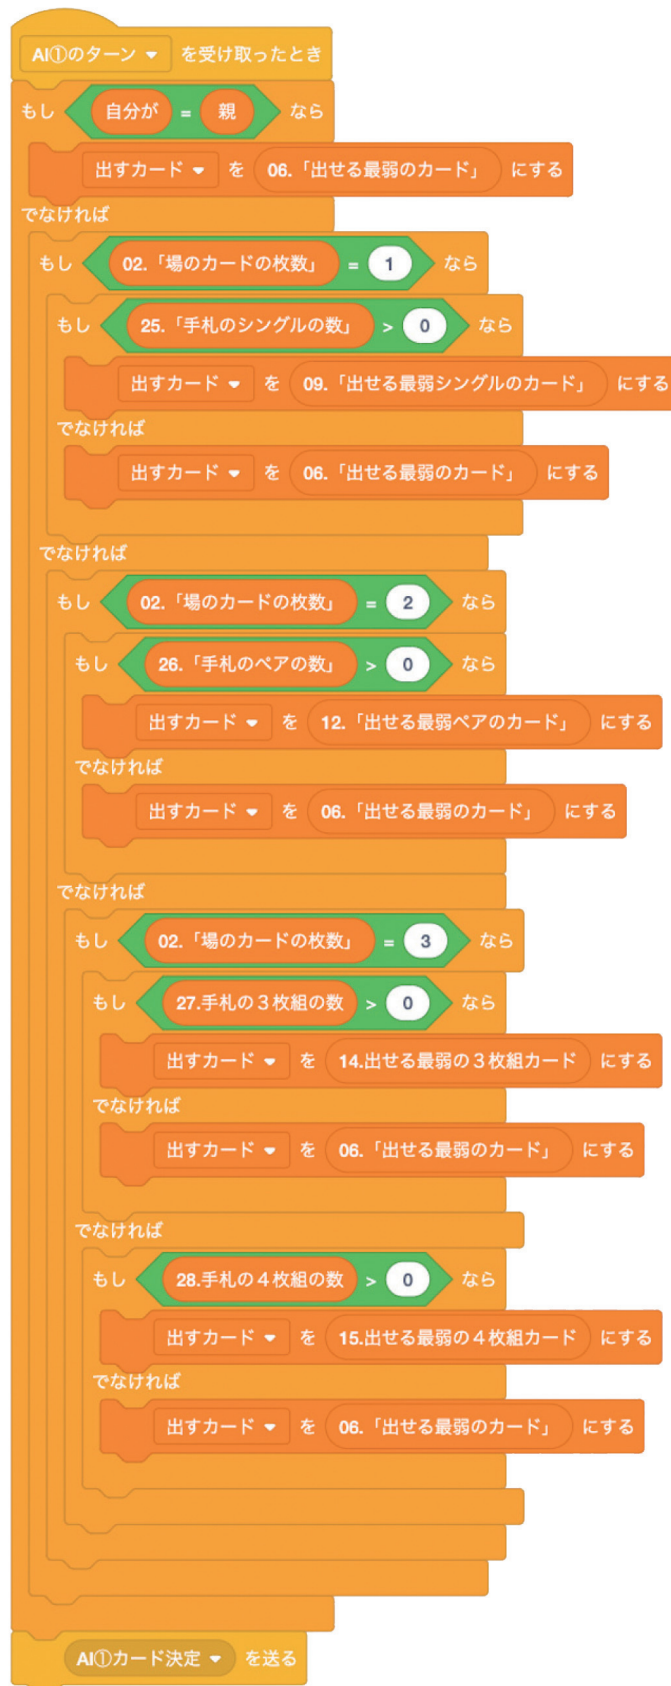 AI①のターン を受け取ったとき
もし 自分が = 親 なら
出すカード を 06.「出せる最弱のカード」 にする
でなければ
もし 02.「場のカードの枚数」 = 1 なら
もし 25.「手札のシングルの数」 > 0 なら
出すカード を 09.「出せる最弱シングルのカード」 にする
でなければ
出すカード を 06.「出せる最弱のカード」 にする
でなければ
もし 02.「場のカードの枚数」 = 2 なら
もし 26.「手札のペアの数」 > 0 なら
出すカード を 12.「出せる最弱ペアのカード」 にする
でなければ
出すカード を 06.「出せる最弱のカード」 にする
でなければ
もし 02.「場のカードの枚数」 = 3 なら
もし 27.手札の3枚組の数 > 0 なら
出すカード を 14.出せる最弱の3枚組カード にする
でなければ
出すカード を 06.「出せる最弱のカード」 にする
でなければ
もし 28.手札の4枚組の数 > 0 なら
出すカード を 15.出せる最弱の4枚組カード にする
でなければ
出すカード を 06.「出せる最弱のカード」 にする
AI①カード決定 を送る